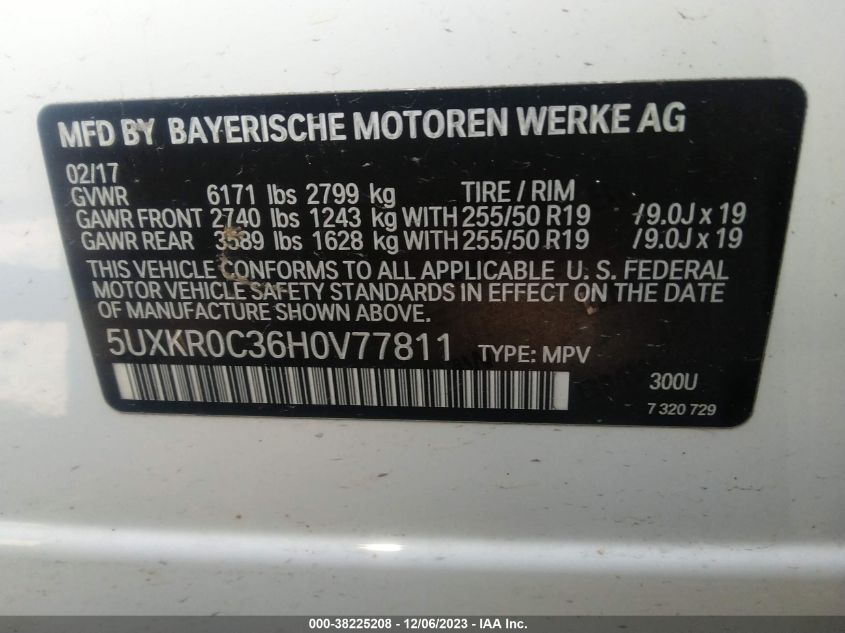 MFD BY BAYERISCHE MOTOREN WERKE AG
02/17
GVWR 6171 lbs 2799 kg TIRE / RIM
GAWR FRONT 2740 lbs 1243 kg WITH 255/50 R19 /9.0J x 19
GAWR REAR 3589 lbs 1628 kg WITH 255/50 R19 /9.0J x 19
THIS VEHICLE CONFORMS TO ALL APPLICABLE U. S. FEDERAL
MOTOR VEHICLE SAFETY STANDARDS IN EFFECT ON THE DATE
OF MANUFACTURE SHOWN ABOVE.
5UXKR0C36H0V77811 TYPE: MPV
300U
7 320 729
000-38225208 - 12/06/2023 - IAA Inc.